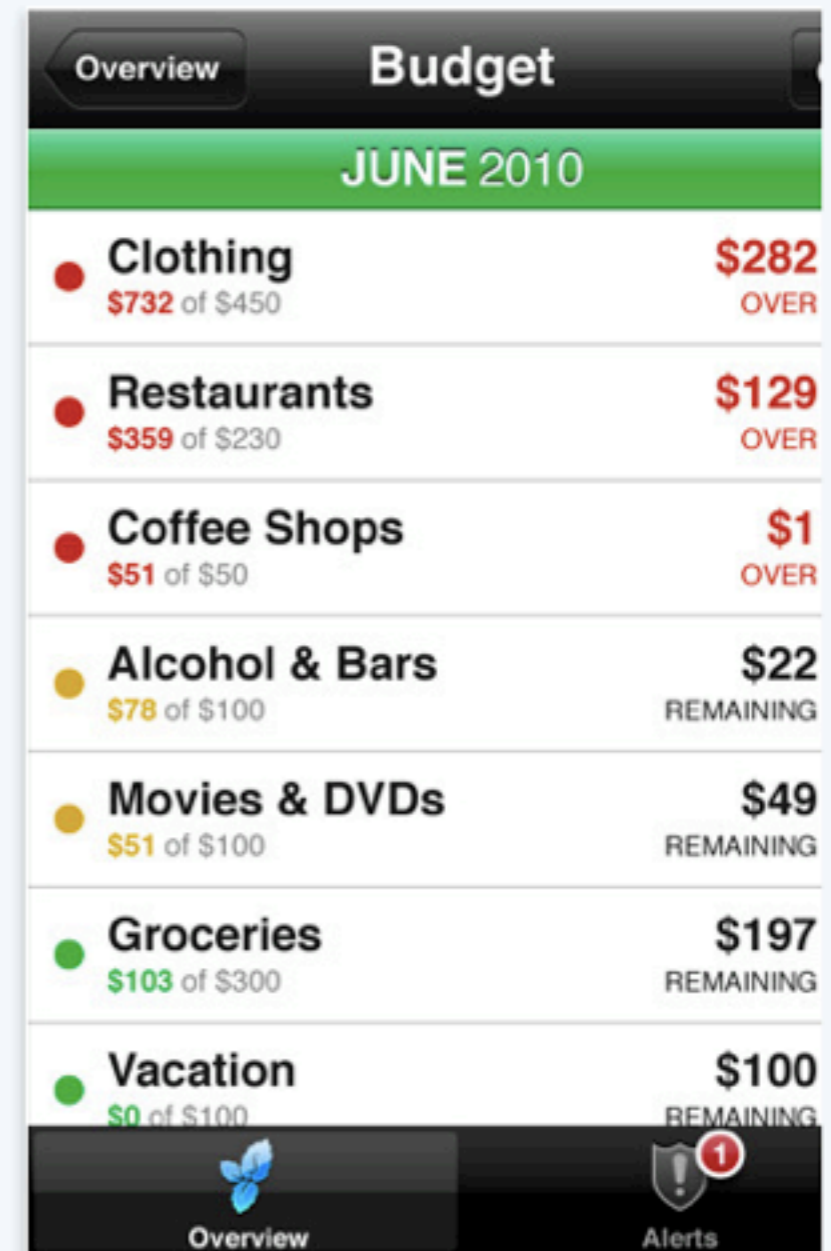 Overview
Budget
JUNE 2010
Clothing
$282
$732 of $450
OVER
Restaurants
$129
$359 of $230
OVER
Coffee Shops
$1
$51 of $50
OVER
Alcohol & Bars
$22
$78 of $100
REMAINING
Movies & DVDs
$49
$51 of $100
REMAINING
Groceries
$197
$103 of $300
REMAINING
Vacation
$100
$0 of $100
REMAINING
1
Overview
Alerts